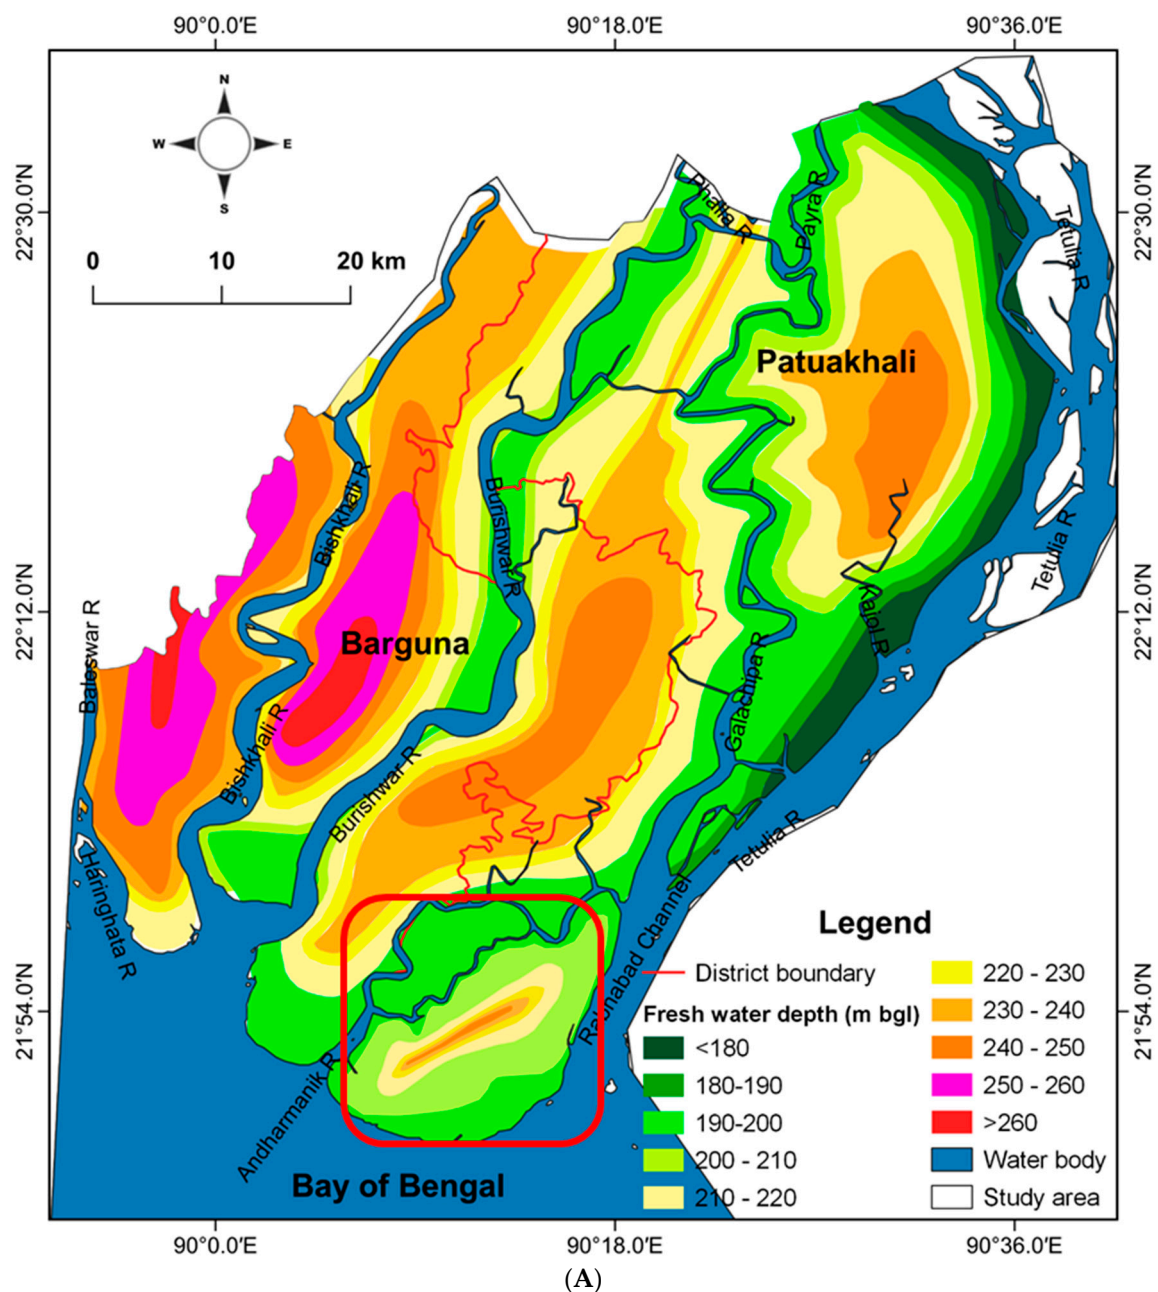 90°0.0′E 90°18.0′E 90°36.0′E
N
W E
S
0 10 20 km
22°30.0′N
22°30.0′N
22°12.0′N
22°12.0′N
21°54.0′N
21°54.0′N
Phaila R
Payra R
Tetulia R
Patuakhali
Bishkhali R
Burishwar R
Tetulia R
Kajol R
Baleswar R
Barguna
Galachipa R
Bishkhali R
Burishwar R
Tetulia R
Haringhata R
Rabnabad Channel
Andharmanik R
Bay of Bengal
Legend
District boundary
Fresh water depth (m bgl)
<180
180-190
190-200
200 - 210
210 - 220
220 - 230
230 - 240
240 - 250
250 - 260
>260
Water body
Study area
90°0.0′E 90°18.0′E 90°36.0′E
(A)